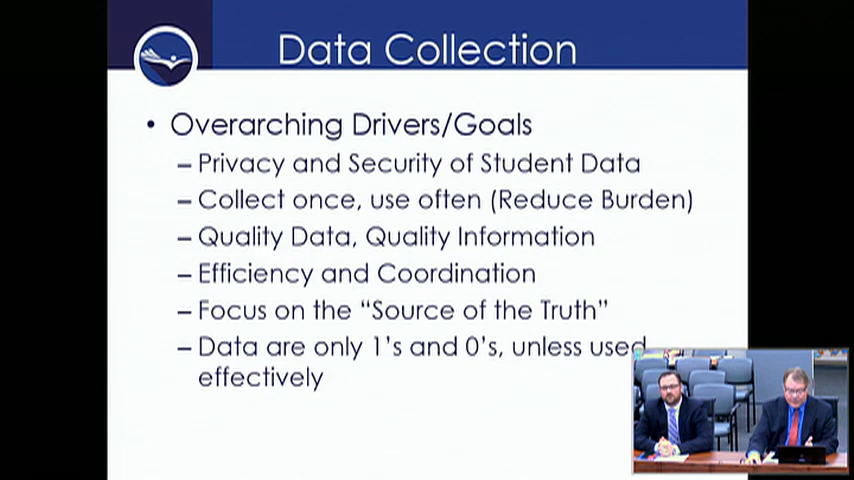 Data Collection
• Overarching Drivers/Goals
– Privacy and Security of Student Data
– Collect once, use often (Reduce Burden)
– Quality Data, Quality Information
– Efficiency and Coordination
– Focus on the “Source of the Truth”
– Data are only 1’s and 0’s, unless used
effectively